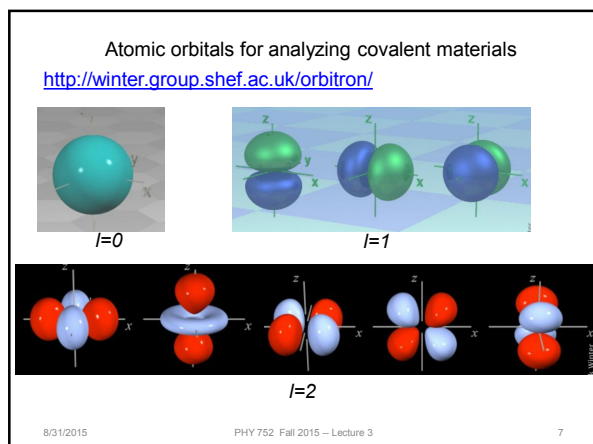 Atomic orbitals for analyzing covalent materials
http://winter.group.shef.ac.uk/orbitron/
y
x
z
y
x
z
x
z
x
l=0
l=1
z
x
z
x
z
x
z
x
z
x
Winter
l=2
8/31/2015
PHY 752 Fall 2015 -- Lecture 3
7